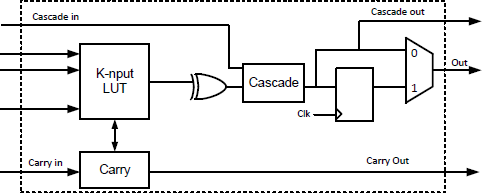 Cascade in
Cascade out
K-nput
LUT
Cascade
0
Out
1
Clk
Carry in
Carry
Carry Out